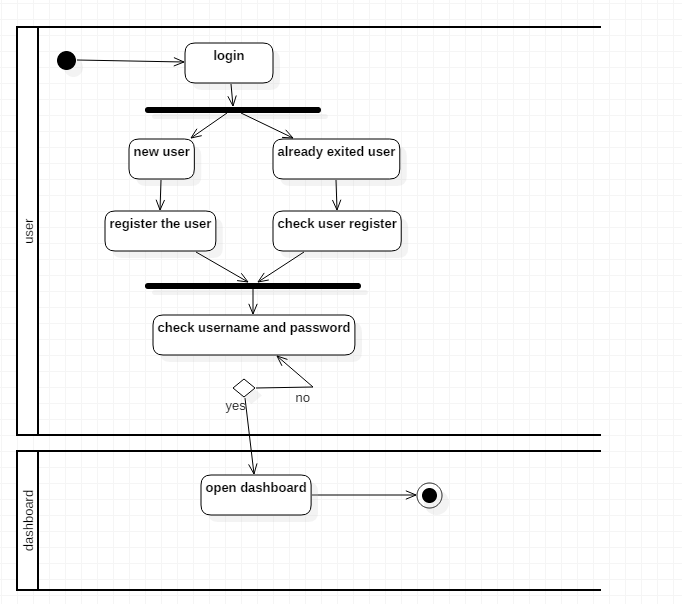 user
login
new user
already exited user
register the user
check user register
check username and password
no
yes
dashboard
open dashboard